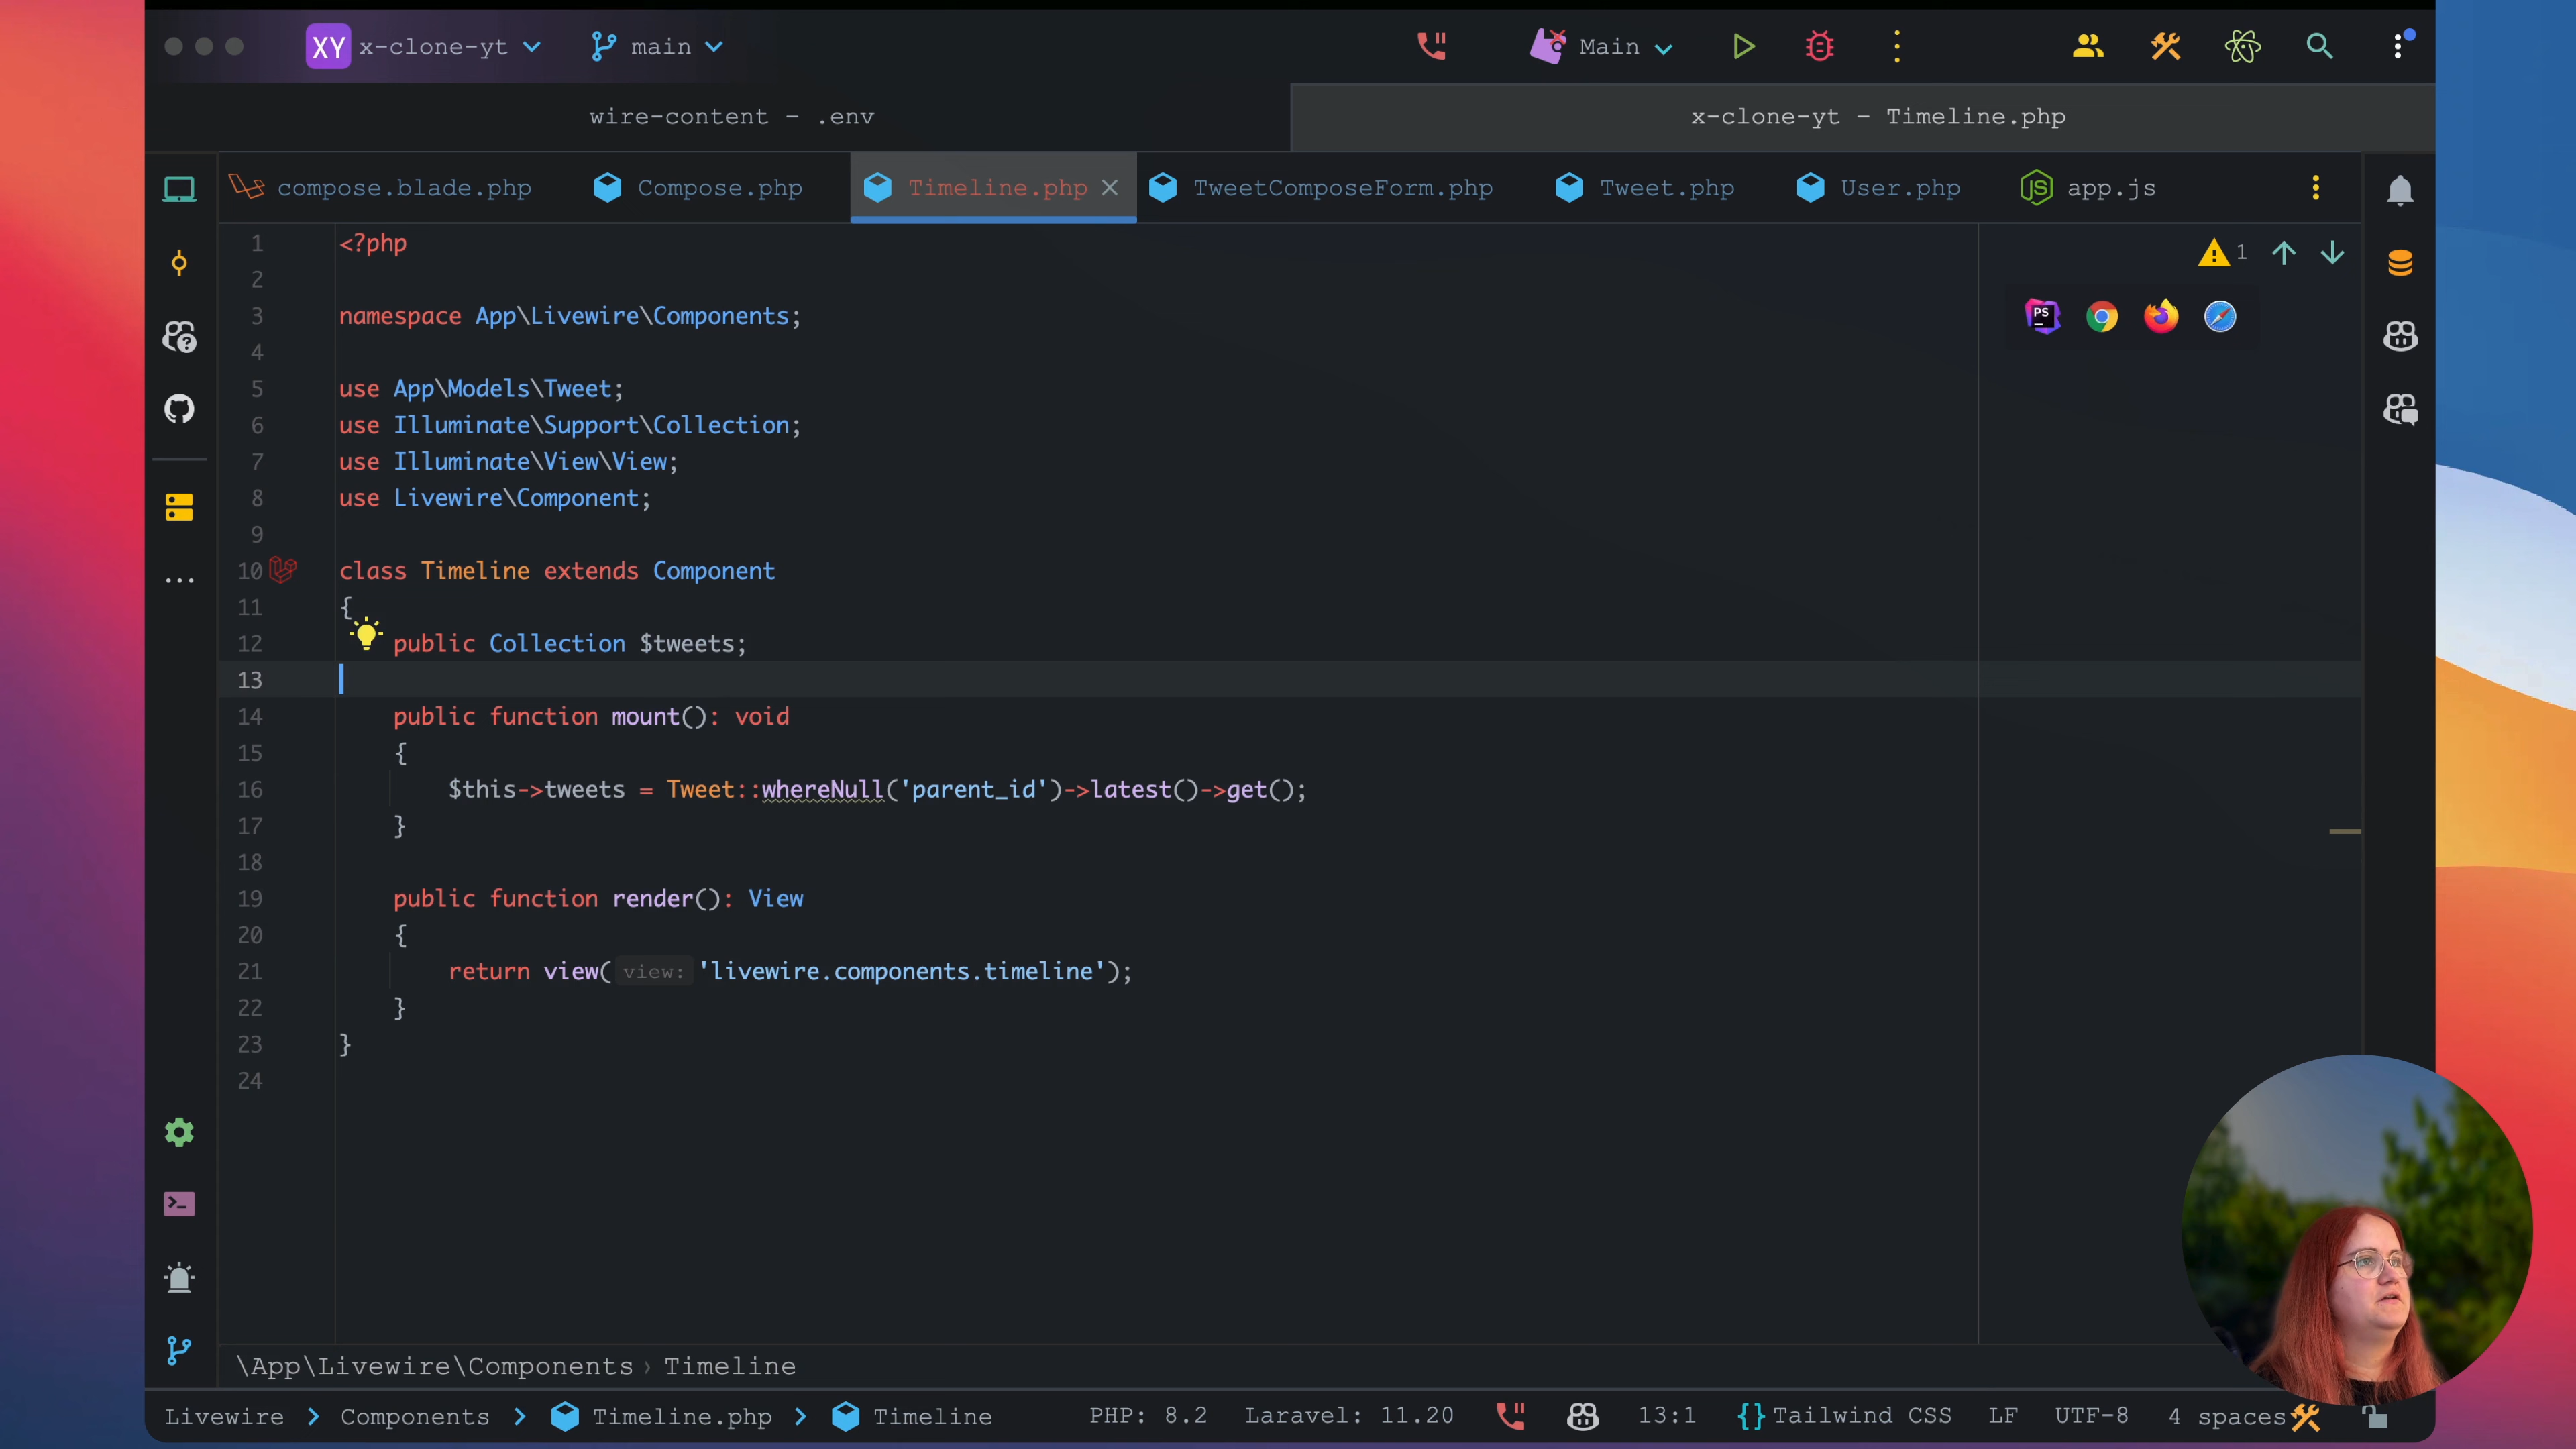 XY x-clone-yt main Main
wire-content – .env x-clone-yt – Timeline.php
compose.blade.php Compose.php Timeline.php TweetComposeForm.php Tweet.php User.php JS app.js
1 <?php
1
2
3 namespace App\Livewire\Components;
PS
4
5 use App\Models\Tweet;
6 use Illuminate\Support\Collection;
7 use Illuminate\View\View;
8 use Livewire\Component;
9
10 class Timeline extends Component
11 {
12 public Collection $tweets;
13
14 public function mount(): void
15 {
16 $this->tweets = Tweet::whereNull('parent_id')->latest()->get();
17 }
18
19 public function render(): View
20 {
21 return view( view: 'livewire.components.timeline');
22 }
23 }
24
\App\Livewire\Components › Timeline
Livewire > Components > Timeline.php > Timeline PHP: 8.2 Laravel: 11.20 13:1 {} Tailwind CSS LF UTF-8 4 spaces